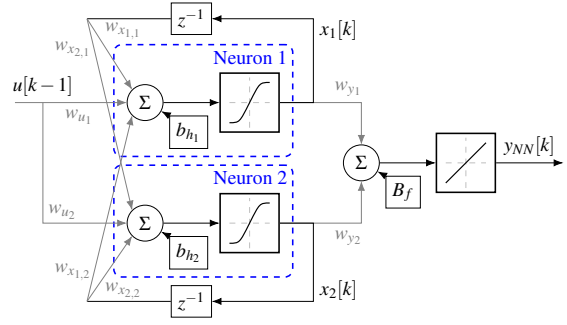 w_{x_{1,1}}
z^{-1}
x_1[k]
w_{x_{2,1}}
Neuron 1
u[k−1]
Σ
w_{y_1}
w_{u_1}
b_{h_1}
Σ
y_{NN}[k]
Neuron 2
B_f
w_{u_2}
Σ
w_{y_2}
b_{h_2}
w_{x_{1,2}}
w_{x_{2,2}}
z^{-1}
x_2[k]